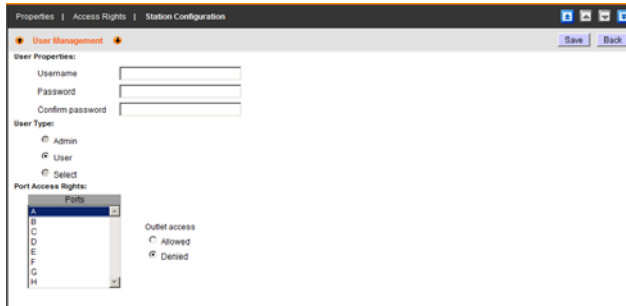 Properties | Access Rights | Station Configuration
User Management
Save Back
User Properties:
Username
Password
Confirm password
User Type:
Admin
User
Select
Port Access Rights:
Ports
A
B
C
D
E
F
G
H
Outlet access
Allowed
Denied